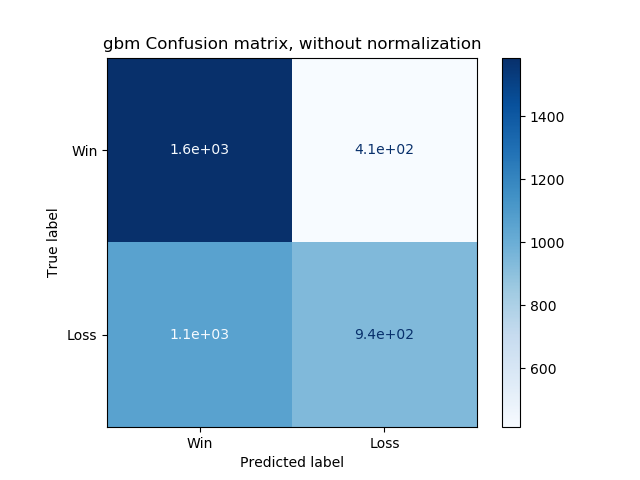 gbm Confusion matrix, without normalization
Win
1.6e+03
4.1e+02
Loss
1.1e+03
9.4e+02
True label
Win
Loss
Predicted label
1400
1200
1000
800
600